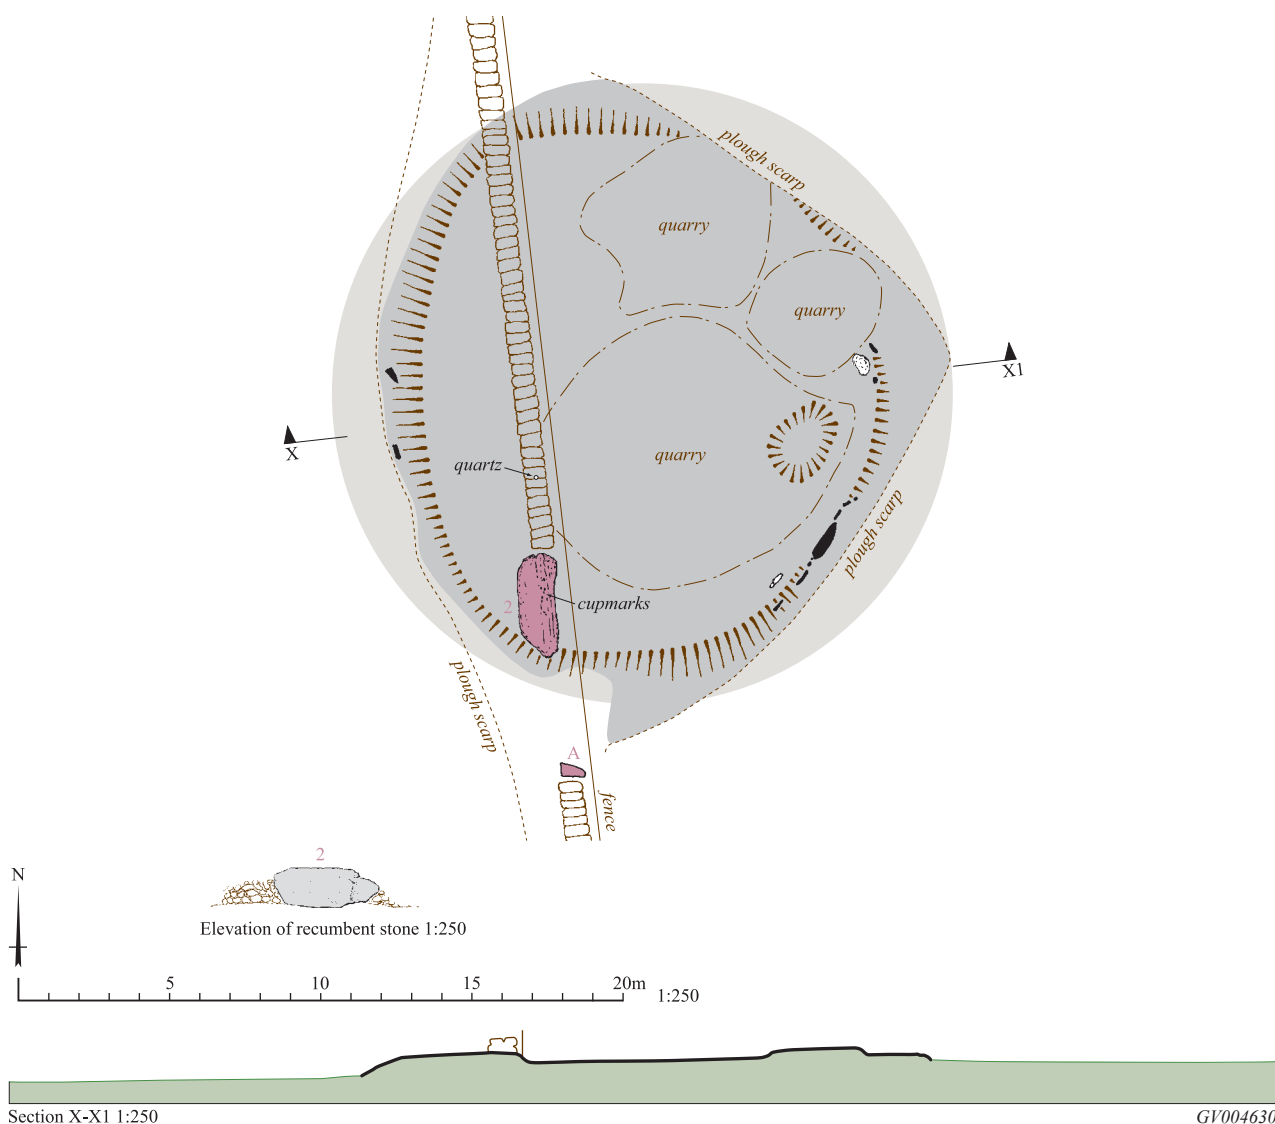 plough scarp
quarry
quarry
X1
X
quartz
quarry
plough scarp
2
cupmarks
plough scarp
A
fence
2
N
Elevation of recumbent stone 1:250
5 10 15 20m 1:250
Section X-X1 1:250
GV004630